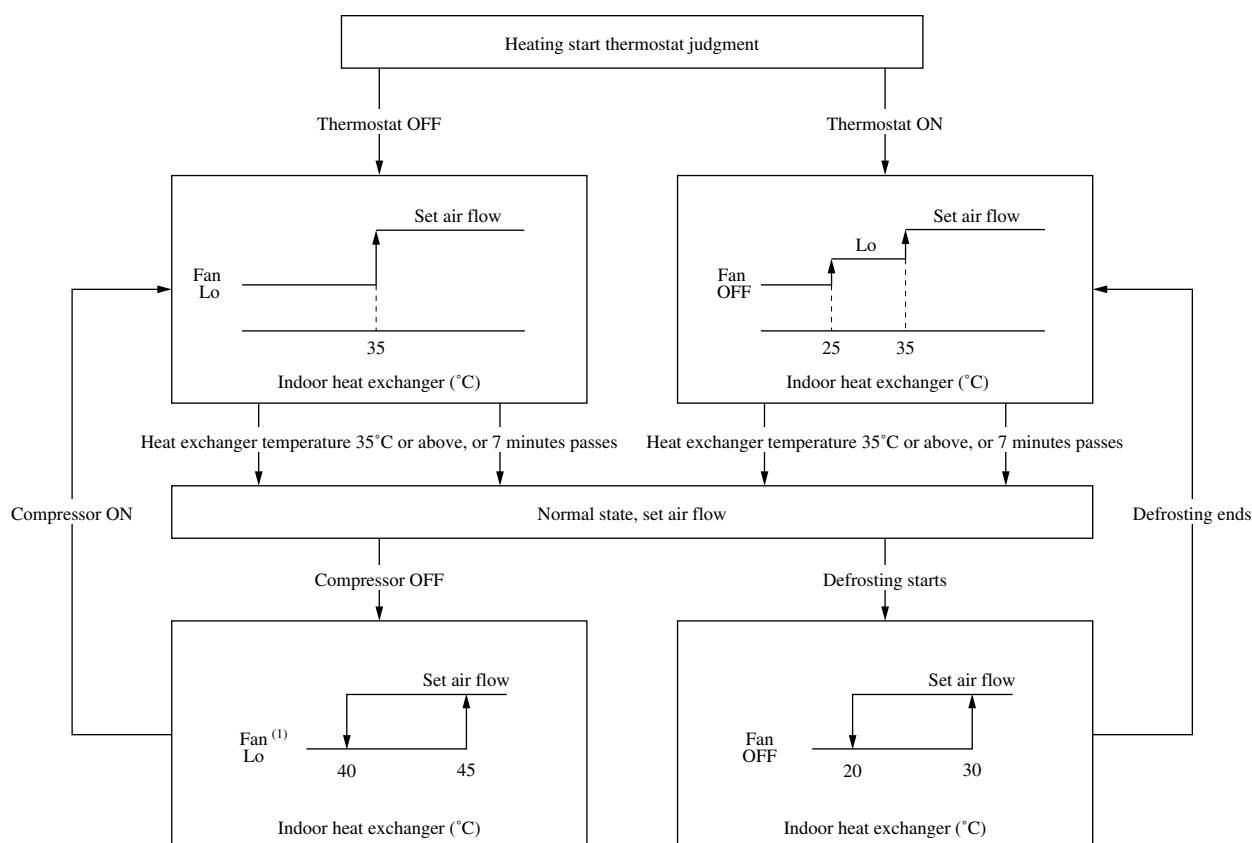 Heating start thermostat judgment
Thermostat OFF
Thermostat ON
Set air flow
Fan
Lo
35
Indoor heat exchanger (˚C)
Set air flow
Lo
Fan
OFF
25
35
Indoor heat exchanger (˚C)
Heat exchanger temperature 35˚C or above, or 7 minutes passes
Heat exchanger temperature 35˚C or above, or 7 minutes passes
Compressor ON
Normal state, set air flow
Defrosting ends
Compressor OFF
Defrosting starts
Set air flow
Fan (1)
Lo
40
45
Indoor heat exchanger (˚C)
Set air flow
Fan
OFF
20
30
Indoor heat exchanger (˚C)